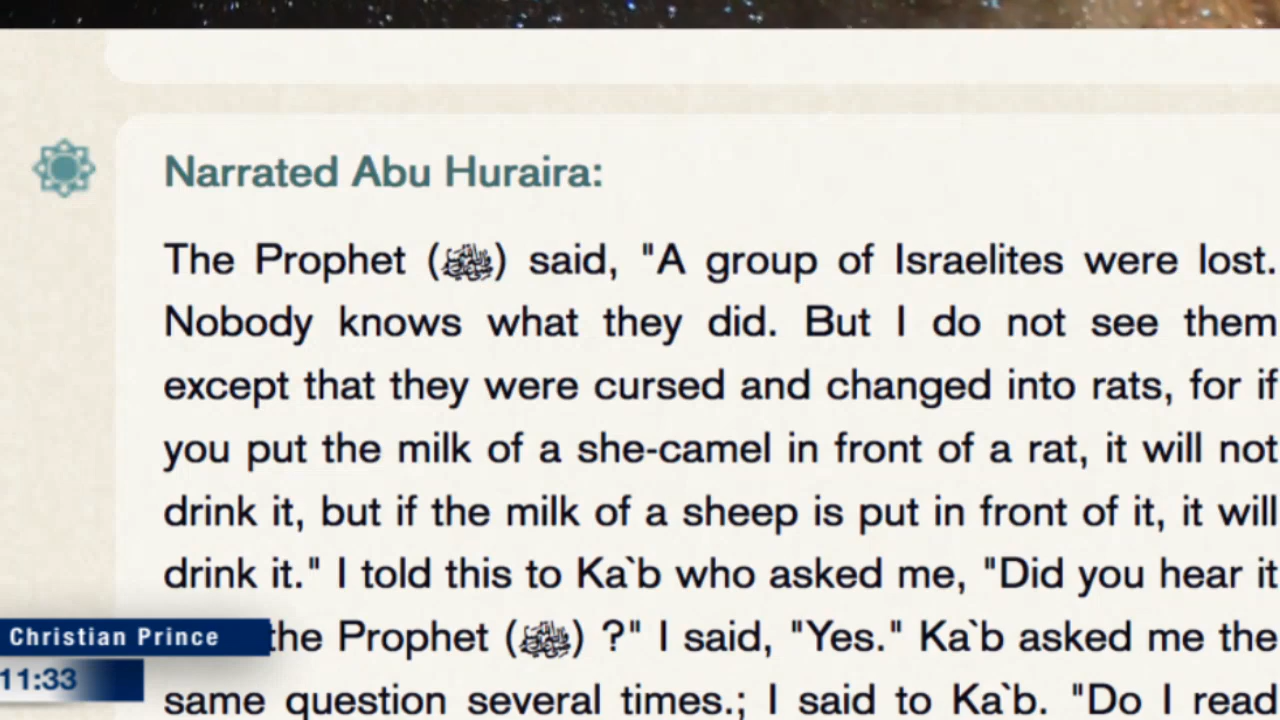 Narrated Abu Huraira:
The Prophet (ﷺ) said, "A group of Israelites were lost.
Nobody knows what they did. But I do not see them
except that they were cursed and changed into rats, for if
you put the milk of a she-camel in front of a rat, it will not
drink it, but if the milk of a sheep is put in front of it, it will
drink it." I told this to Ka`b who asked me, "Did you hear it
the Prophet (ﷺ) ?" I said, "Yes." Ka`b asked me the
Christian Prince
11:33
same question several times.; I said to Ka`b. "Do I read